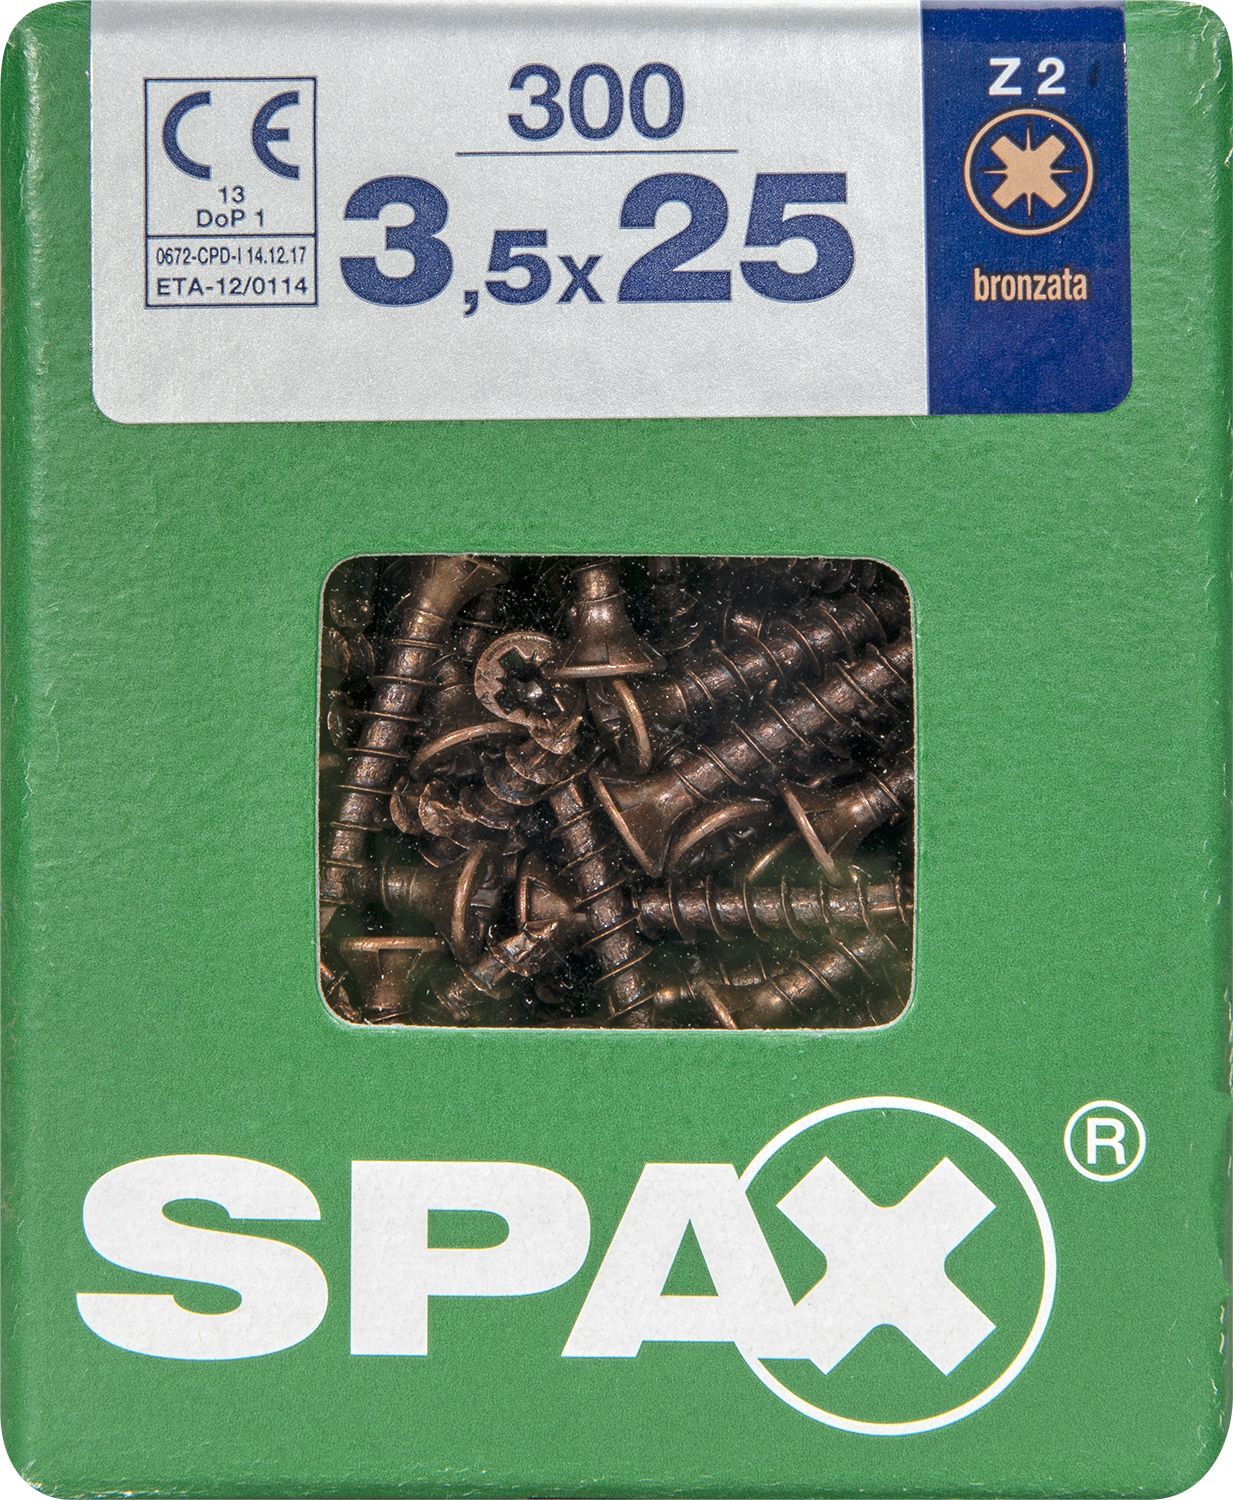 CE
13
DoP 1
0672-CPD-I 14.12.17
ETA-12/0114
300
3,5x25
Z 2
bronzata
SPAX®